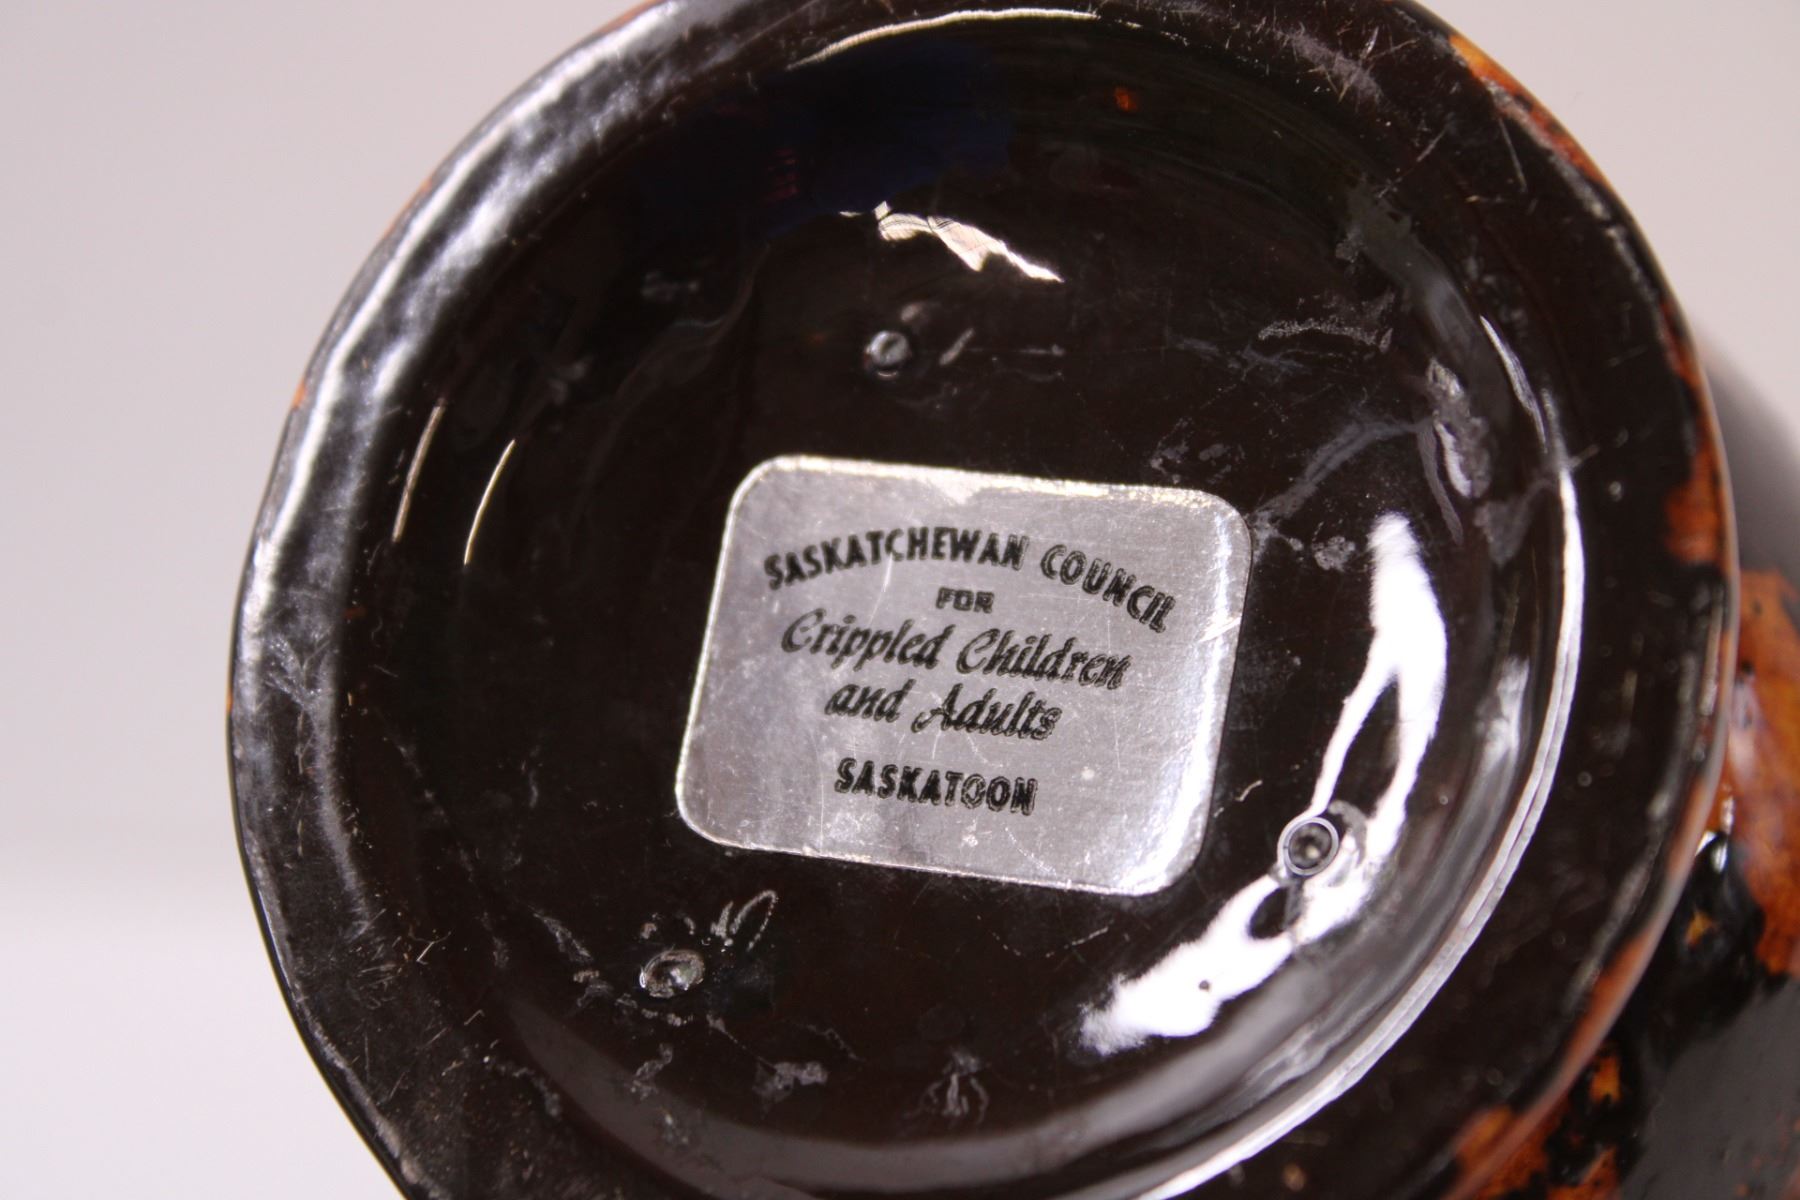 SASKATCHEWAN COUNCIL
FOR
Crippled Children
and Adults
SASKATOON